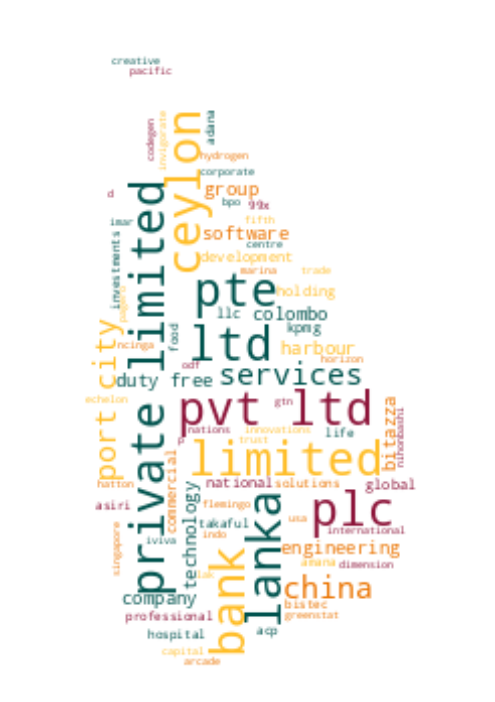 creative
pacific
codegen
invigorate
ceylon
adana
hydrogen
corporate
d
private limited
group
bpo 99x
imar
fifth
software
centre
investments
development
marina
trade
pte
holding
llc
colombo
food
kpmg
port city
ncinga
ltd
harbour
horizon
odf
duty free
services
echelon
pvt ltd
gtn
bitazza
nihonbashi
nations
innovations
life
p
trust
limited
commercial
hatton
national
solutions
global
technology
asiri
lanka
plc
flemingo
takaful
usa
international
singapore
indo
iviva
bank
engineering
amana
dimension
lak
china
company
bistec
professional
greenstat
hospital
acp
capital
arcade